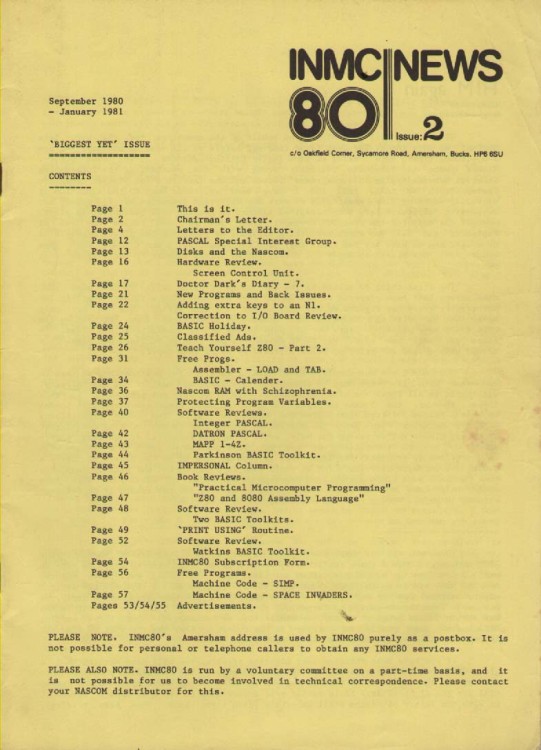 INMC NEWS
80 Issue: 2
c/o Oakfield Corner, Sycamore Road, Amersham, Bucks. HP6 6SU
September 1980
- January 1981
`BIGGEST YET´ ISSUE
===================
CONTENTS
--------
Page 1 This is it.
Page 2 Chairman´s Letter.
Page 4 Letters to the Editor.
Page 12 PASCAL Special Interest Group.
Page 13 Disks and the Nascom.
Page 16 Hardware Review.
Screen Control Unit.
Page 17 Doctor Dark´s Diary - 7.
Page 21 New Programs and Back Issues.
Page 22 Adding extra keys to an N1.
Correction to I/O Board Review.
Page 24 BASIC Holiday.
Page 25 Classified Ads.
Page 26 Teach Yourself Z80 - Part 2.
Page 31 Free Progs.
Assembler - LOAD and TAB.
Page 34 BASIC - Calender.
Page 36 Nascom RAM with Schizophrenia.
Page 37 Protecting Program Variables.
Page 40 Software Reviews.
Integer PASCAL.
Page 42 DATRON PASCAL.
Page 43 MAPP 1-4Z.
Page 44 Parkinson BASIC Toolkit.
Page 45 IMPERSONAL Column.
Page 46 Book Reviews.
"Practical Microcomputer Programming"
Page 47 "Z80 and 8080 Assembly Language"
Page 48 Software Review.
Two BASIC Toolkits.
Page 49 `PRINT USING´ Routine.
Page 52 Software Review.
Watkins BASIC Toolkit.
Page 54 INMC80 Subscription Form.
Page 56 Free Programs.
Machine Code - SIMP.
Page 57 Machine Code - SPACE INVADERS.
Pages 53/54/55 Advertisements.
PLEASE NOTE. INMC80´s Amersham address is used by INMC80 purely as a postbox. It is
not possible for personal or telephone callers to obtain any INMC80 services.
PLEASE ALSO NOTE. INMC80 is run by a voluntary committee on a part-time basis, and it
is not possible for us to become involved in technical correspondence. Please contact
your NASCOM distributor for this.